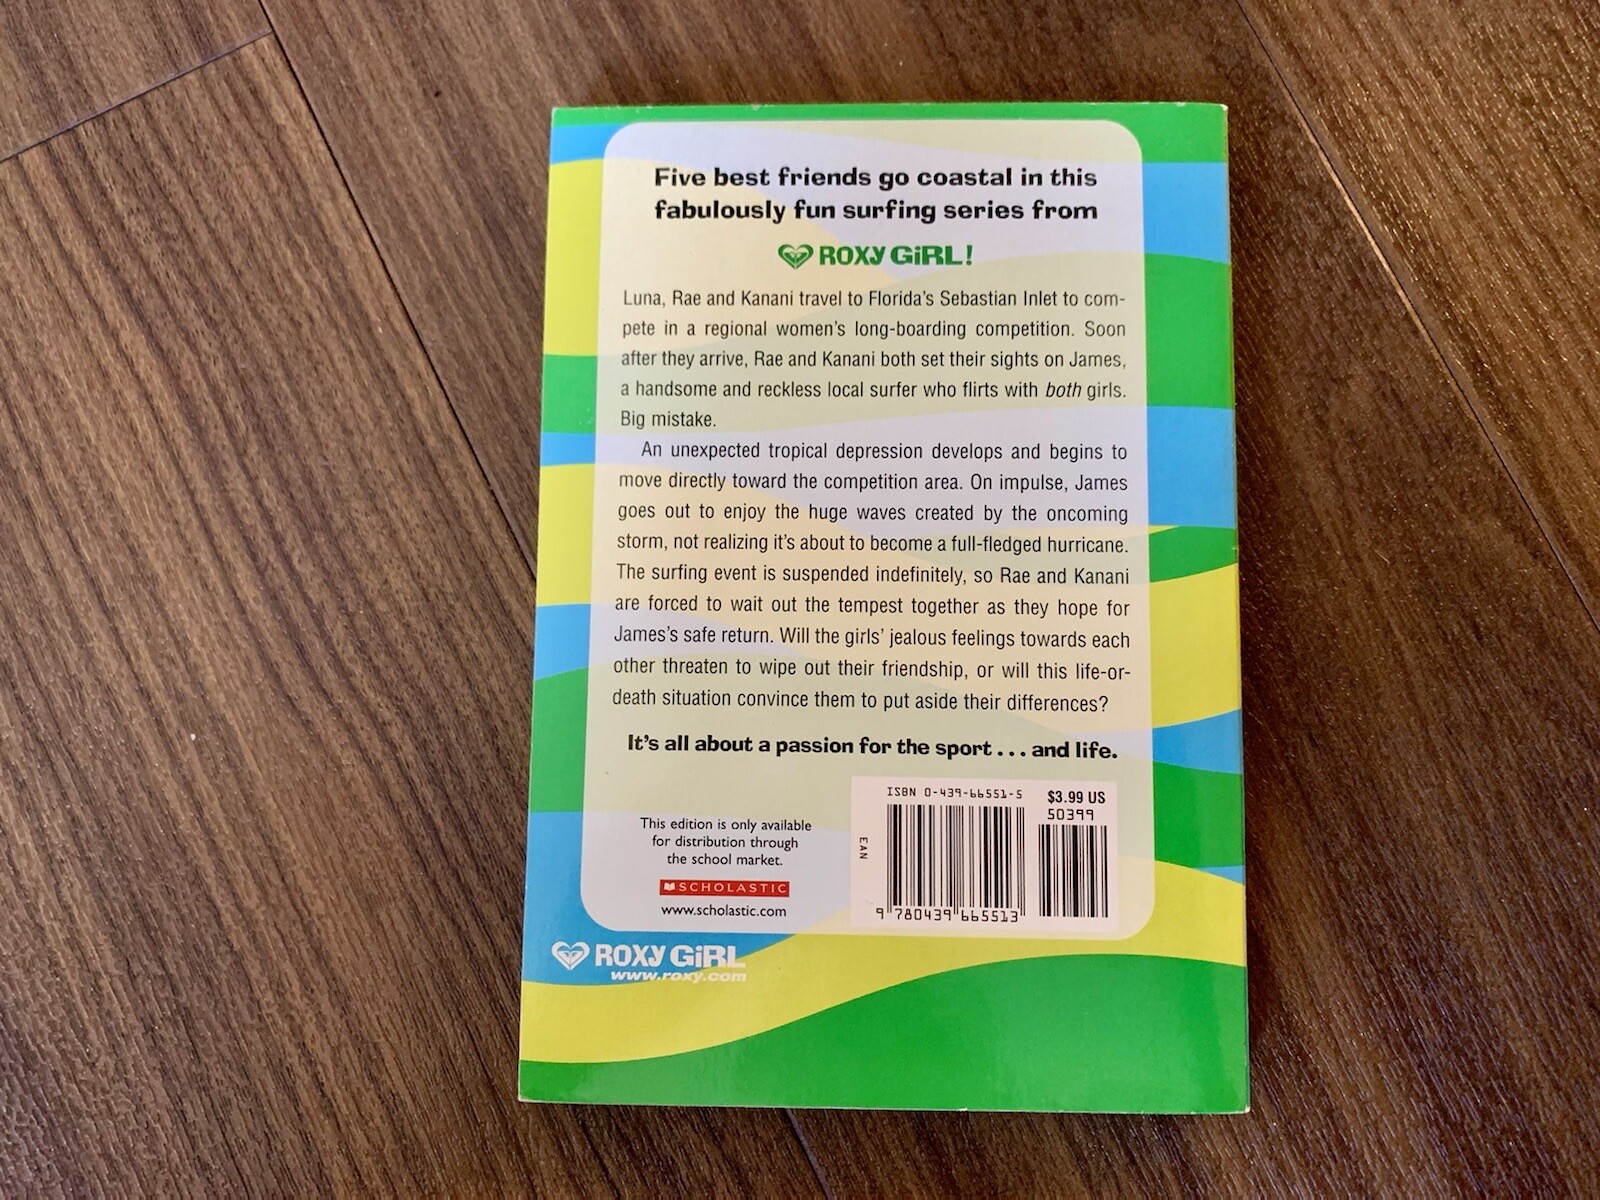 Five best friends go coastal in this
fabulously fun surfing series from
ROXY GiRL!
Luna, Rae and Kanani travel to Florida's Sebastian Inlet to com-
pete in a regional women's long-boarding competition. Soon
after they arrive, Rae and Kanani both set their sights on James,
a handsome and reckless local surfer who flirts with both girls.
Big mistake.
An unexpected tropical depression develops and begins to
move directly toward the competition area. On impulse, James
goes out to enjoy the huge waves created by the oncoming
storm, not realizing it's about to become a full-fledged hurricane.
The surfing event is suspended indefinitely, so Rae and Kanani
are forced to wait out the tempest together as they hope for
James's safe return. Will the girls' jealous feelings towards each
other threaten to wipe out their friendship, or will this life-or-
death situation convince them to put aside their differences?
It's all about a passion for the sport . . . and life.
This edition is only available
for distribution through
the school market.
SCHOLASTIC
www.scholastic.com
ISBN 0-439-66551-5
$3.99 US
50399
EAN
9 780439 665513
ROXY GiRL
www.roxy.com